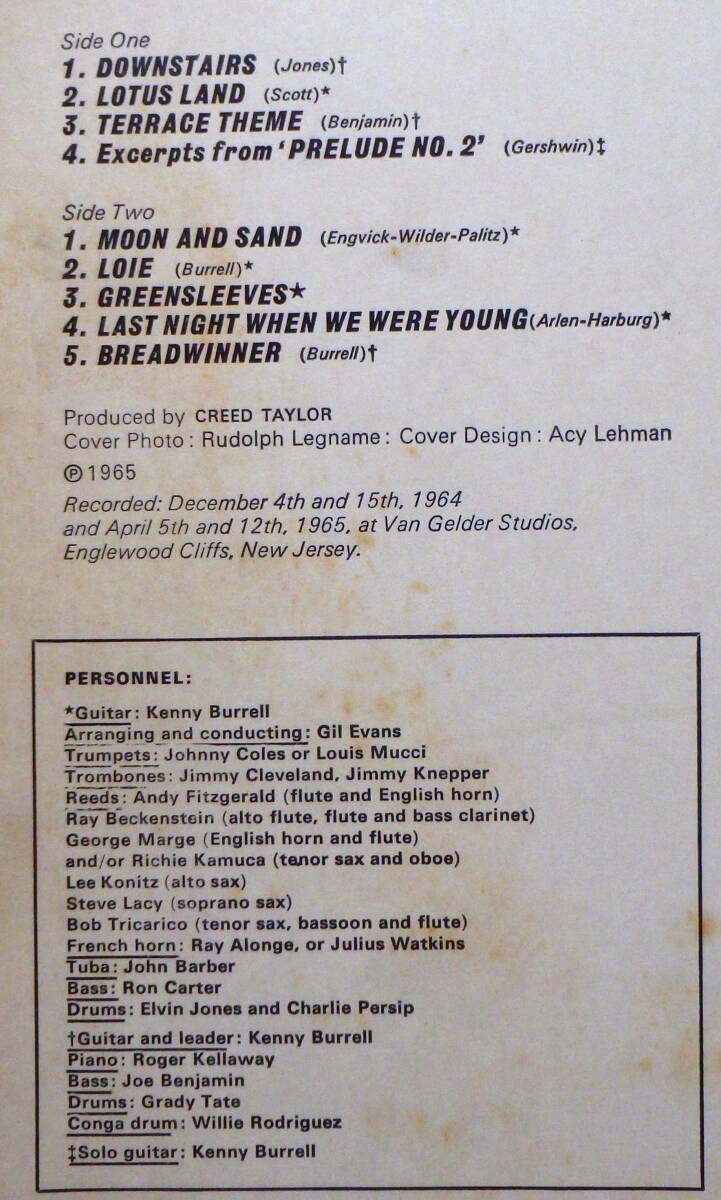 Side One
1. DOWNSTAIRS (Jones)†
2. LOTUS LAND (Scott)*
3. TERRACE THEME (Benjamin)†
4. Excerpts from ‘PRELUDE NO. 2’ (Gershwin)‡
Side Two
1. MOON AND SAND (Engvick-Wilder-Palitz)*
2. LOIE (Burrell)*
3. GREENSLEEVES★
4. LAST NIGHT WHEN WE WERE YOUNG(Arlen-Harburg)*
5. BREADWINNER (Burrell)†
Produced by CREED TAYLOR
Cover Photo: Rudolph Legname: Cover Design: Acy Lehman
℗1965
Recorded: December 4th and 15th, 1964
and April 5th and 12th, 1965, at Van Gelder Studios,
Englewood Cliffs, New Jersey.
PERSONNEL:
★Guitar: Kenny Burrell
Arranging and conducting: Gil Evans
Trumpets: Johnny Coles or Louis Mucci
Trombones: Jimmy Cleveland, Jimmy Knepper
Reeds: Andy Fitzgerald (flute and English horn)
Ray Beckenstein (alto flute, flute and bass clarinet)
George Marge (English horn and flute)
and/or Richie Kamuca (tenor sax and oboe)
Lee Konitz (alto sax)
Steve Lacy (soprano sax)
Bob Tricarico (tenor sax, bassoon and flute)
French horn: Ray Alonge, or Julius Watkins
Tuba: John Barber
Bass: Ron Carter
Drums: Elvin Jones and Charlie Persip
†Guitar and leader: Kenny Burrell
Piano: Roger Kellaway
Bass: Joe Benjamin
Drums: Grady Tate
Conga drum: Willie Rodriguez
‡Solo guitar: Kenny Burrell